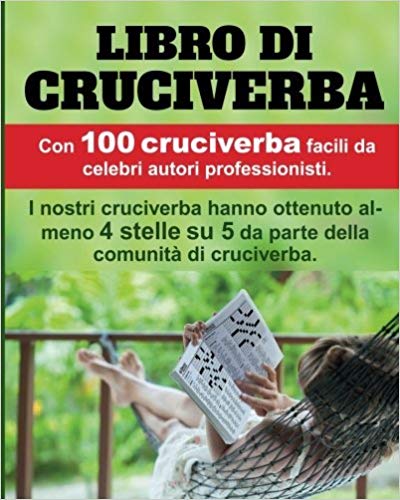 LIBRO DI
CRUCIVERBA
Con 100 cruciverba facili da
celebri autori professionisti.
I nostri cruciverba hanno ottenuto al-
meno 4 stelle su 5 da parte della
comunità di cruciverba.